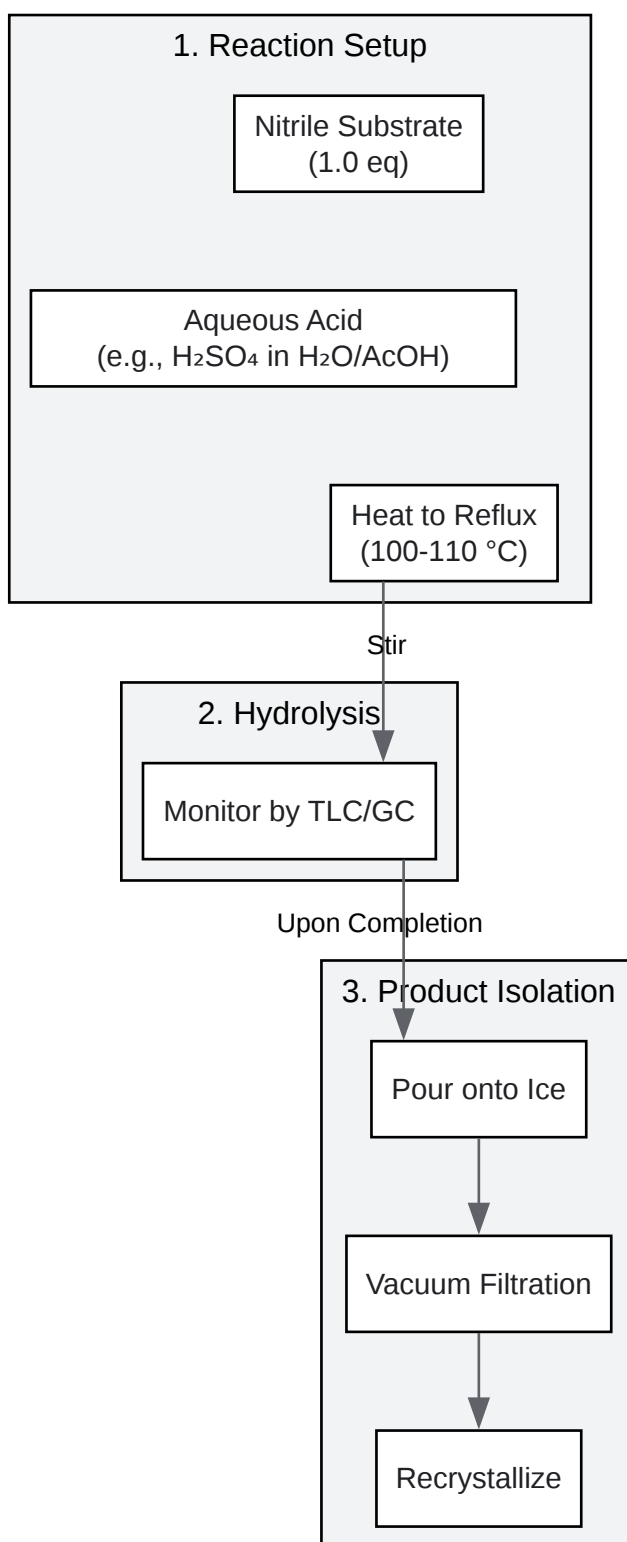 1. Reaction Setup
Nitrile Substrate
(1.0 eq)
Aqueous Acid
(e.g., H₂SO₄ in H₂O/AcOH)
Heat to Reflux
(100-110 °C)
Stir
2. Hydrolysis
Monitor by TLC/GC
Upon Completion
3. Product Isolation
Pour onto Ice
Vacuum Filtration
Recrystallize